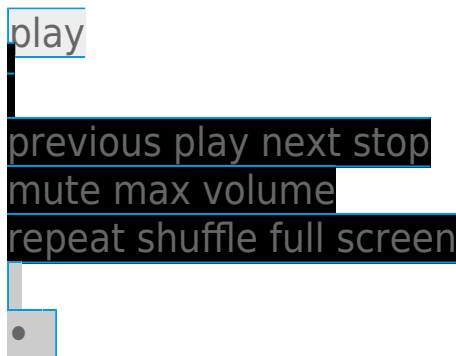 play
previous play next stop
mute max volume
repeat shuffle full screen
•